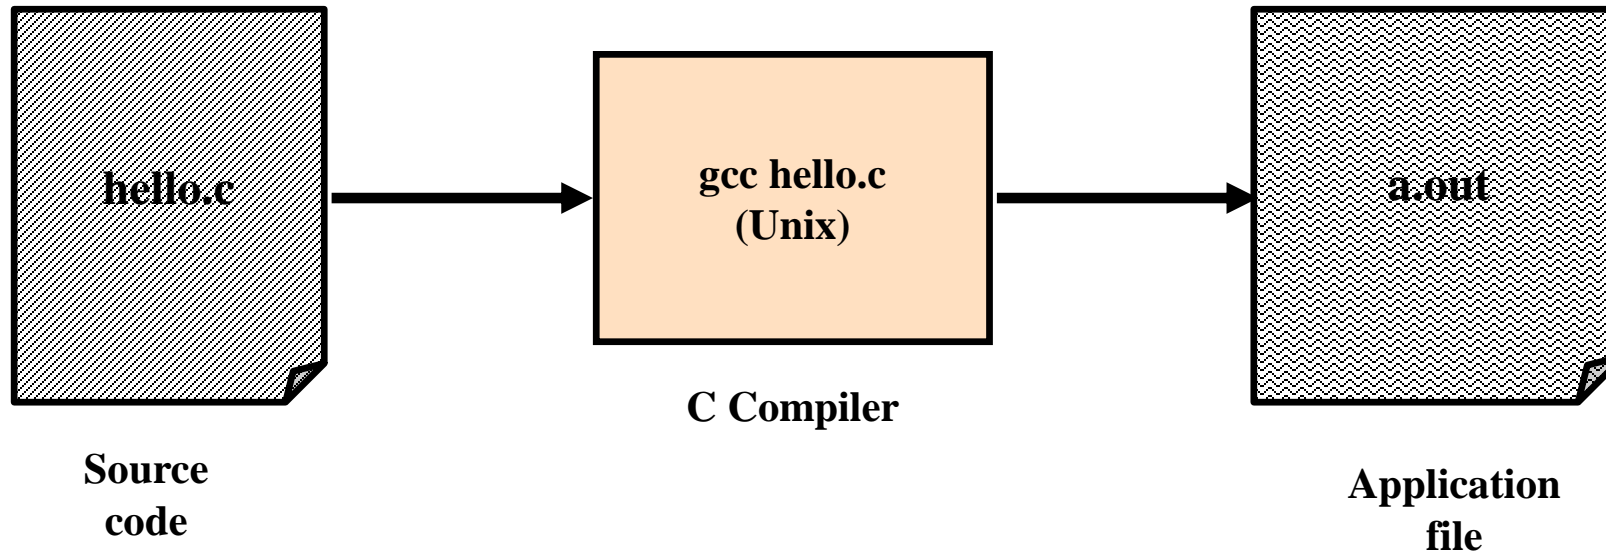 hello.c
gcc hello.c
(Unix)
a.out
C Compiler
Source
code
Application
file